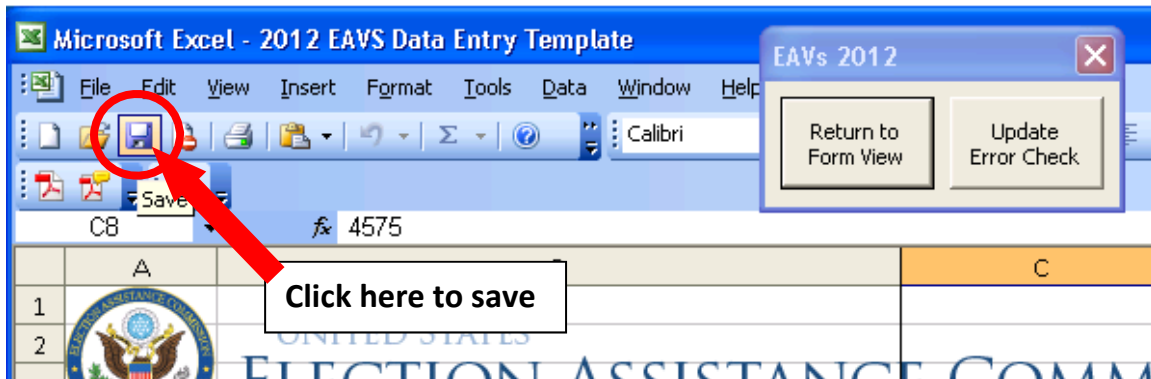 Microsoft Excel - 2012 EAVS Data Entry Template
EAVs 2012
File Edit View Insert Format Tools Data Window Help
Calibri
Return to
Form View
Update
Error Check
Save
C8 fx 4575
A C
1
Click here to save
2
UNITED STATES
ELECTION ASSISTANCE COMM